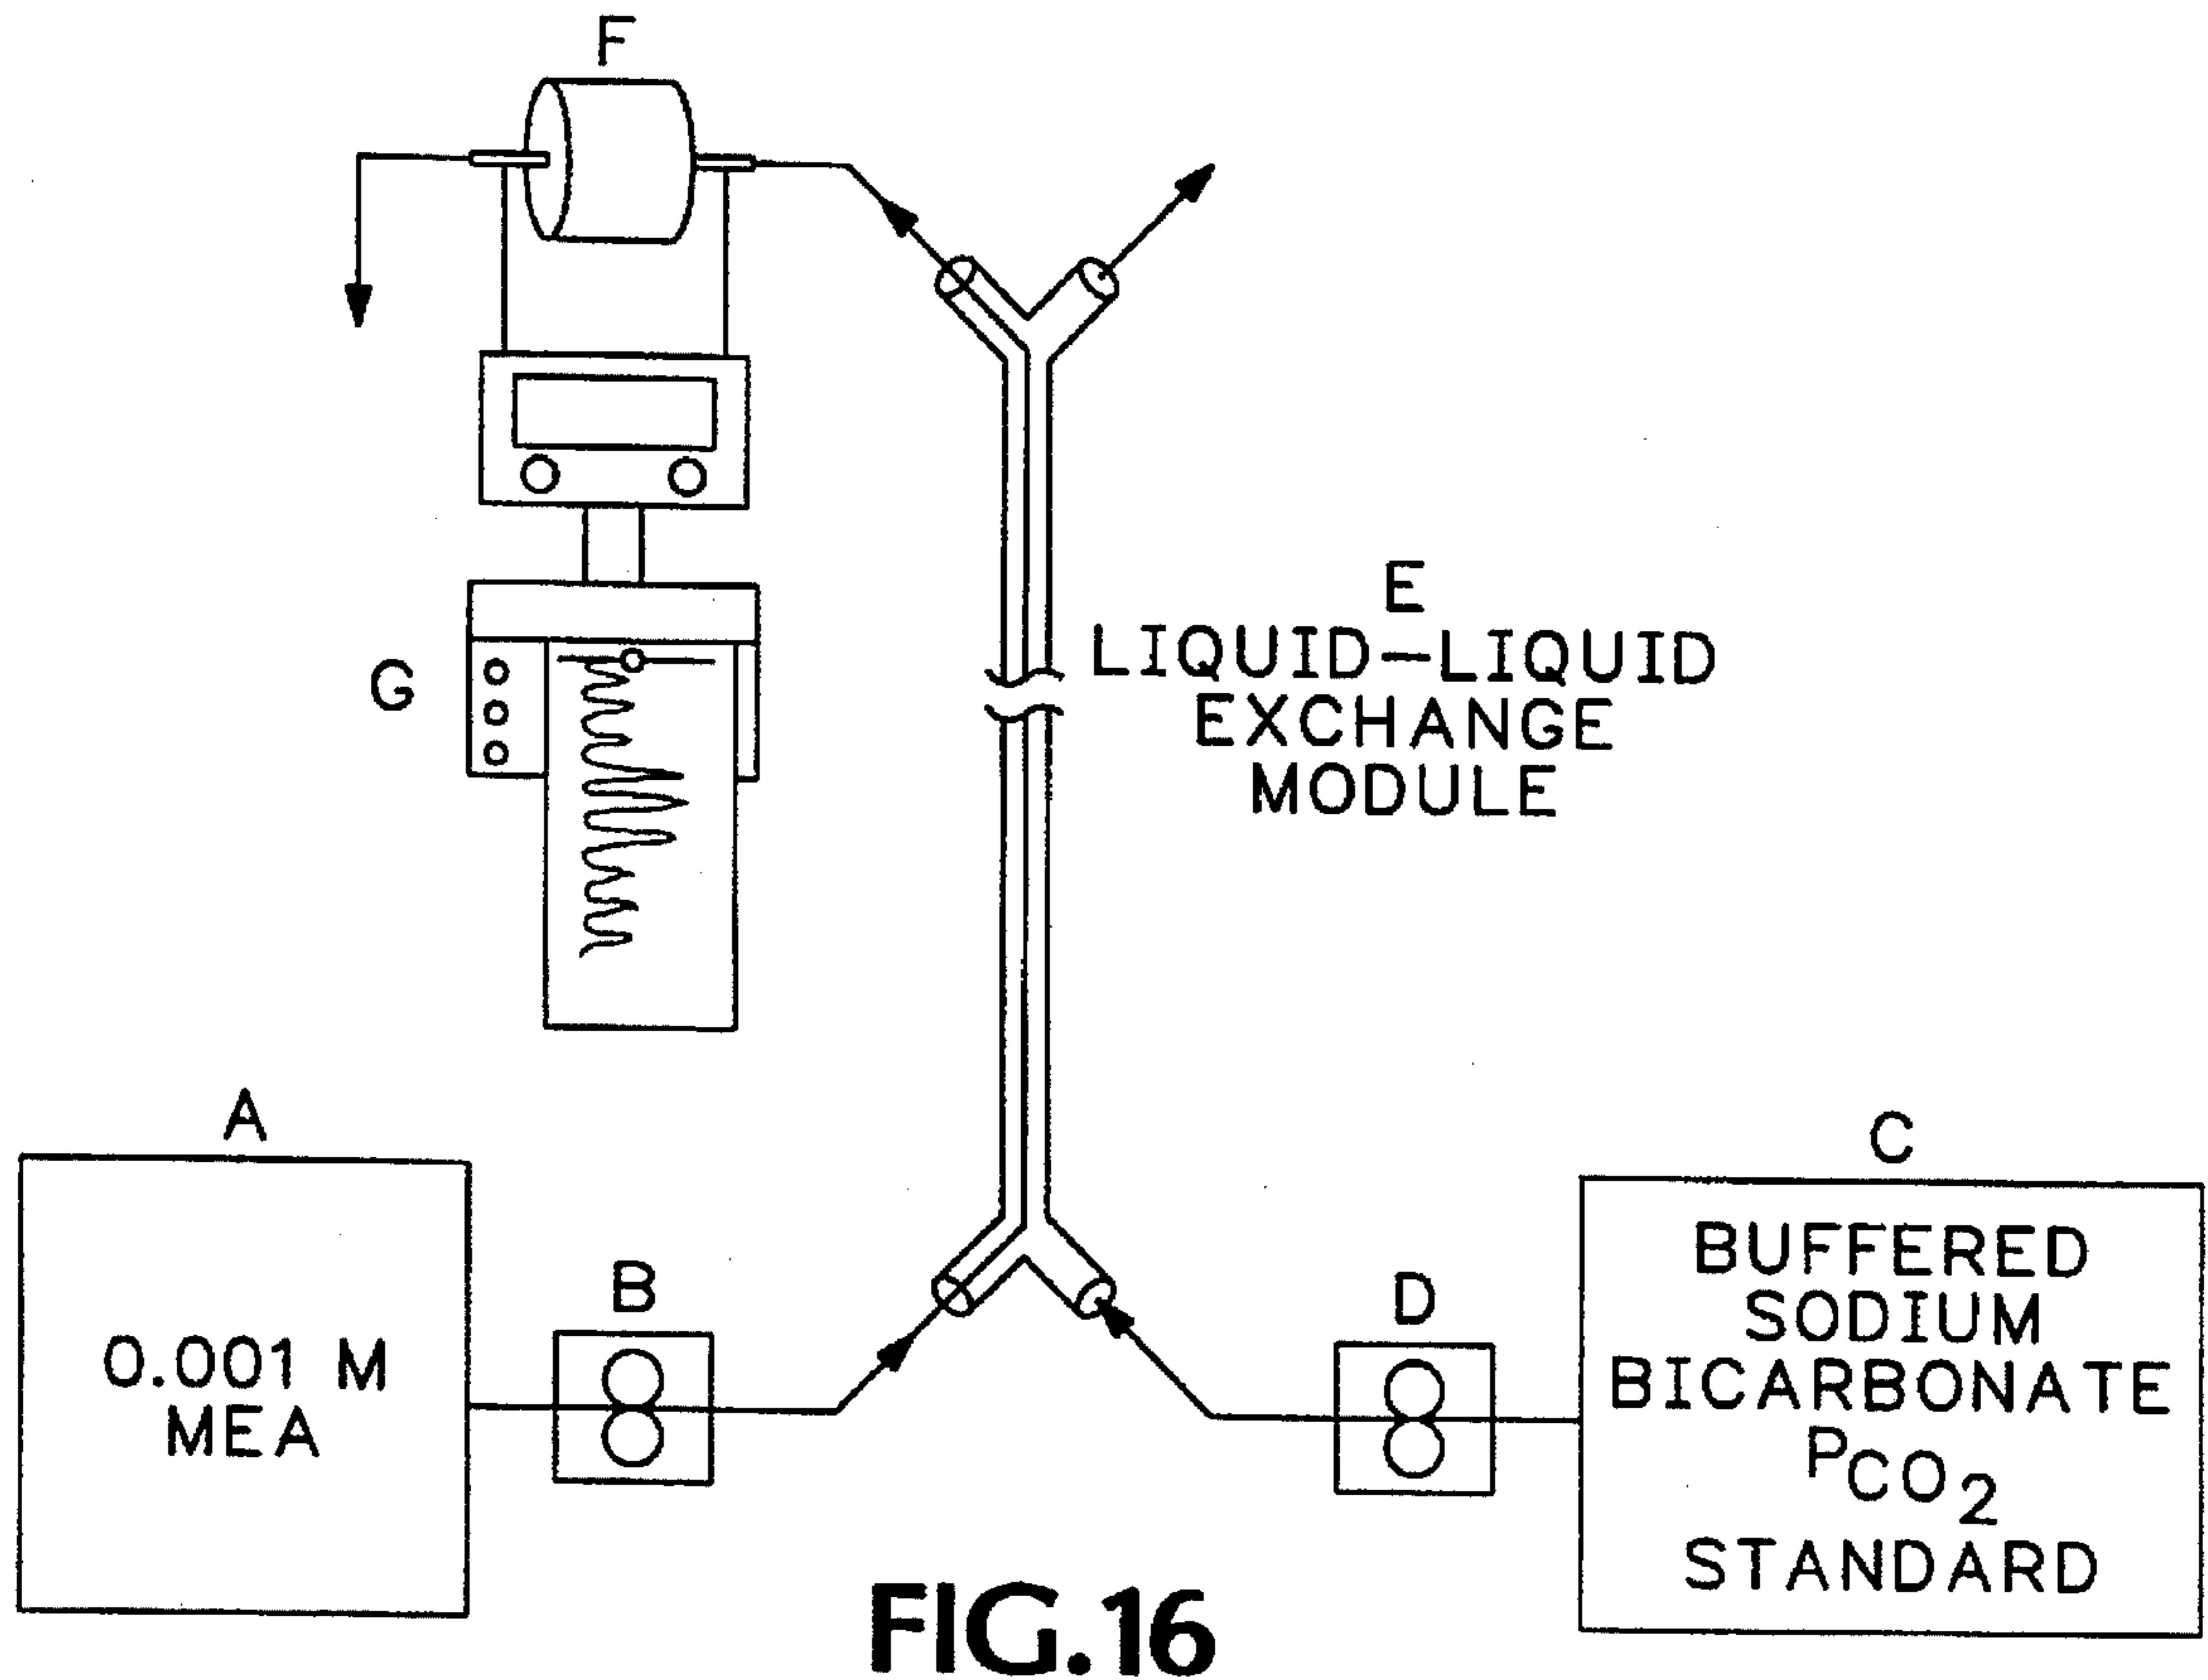 F
E
LIQUID-LIQUID
EXCHANGE
MODULE
G
A
0.001 M
MEA
B
D
C
BUFFERED
SODIUM
BICARBONATE
PCO2
STANDARD
FIG.16